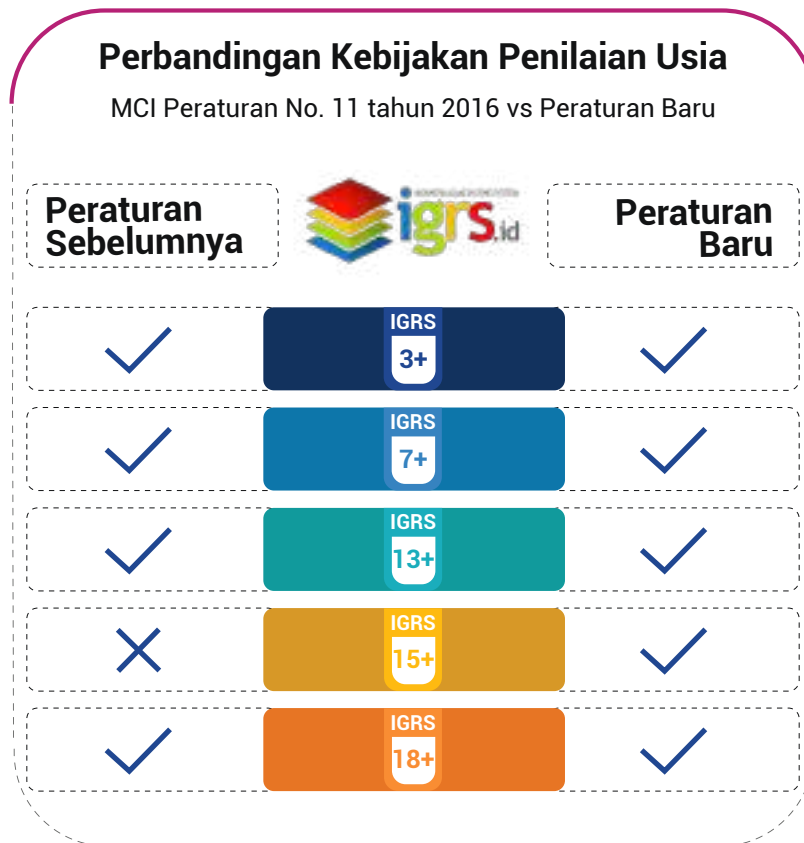 Perbandingan Kebijakan Penilaian Usia
MCI Peraturan No. 11 tahun 2016 vs Peraturan Baru
Peraturan
Sebelumnya
igrs.id
Peraturan
Baru
IGRS
3+
IGRS
7+
IGRS
13+
IGRS
15+
IGRS
18+